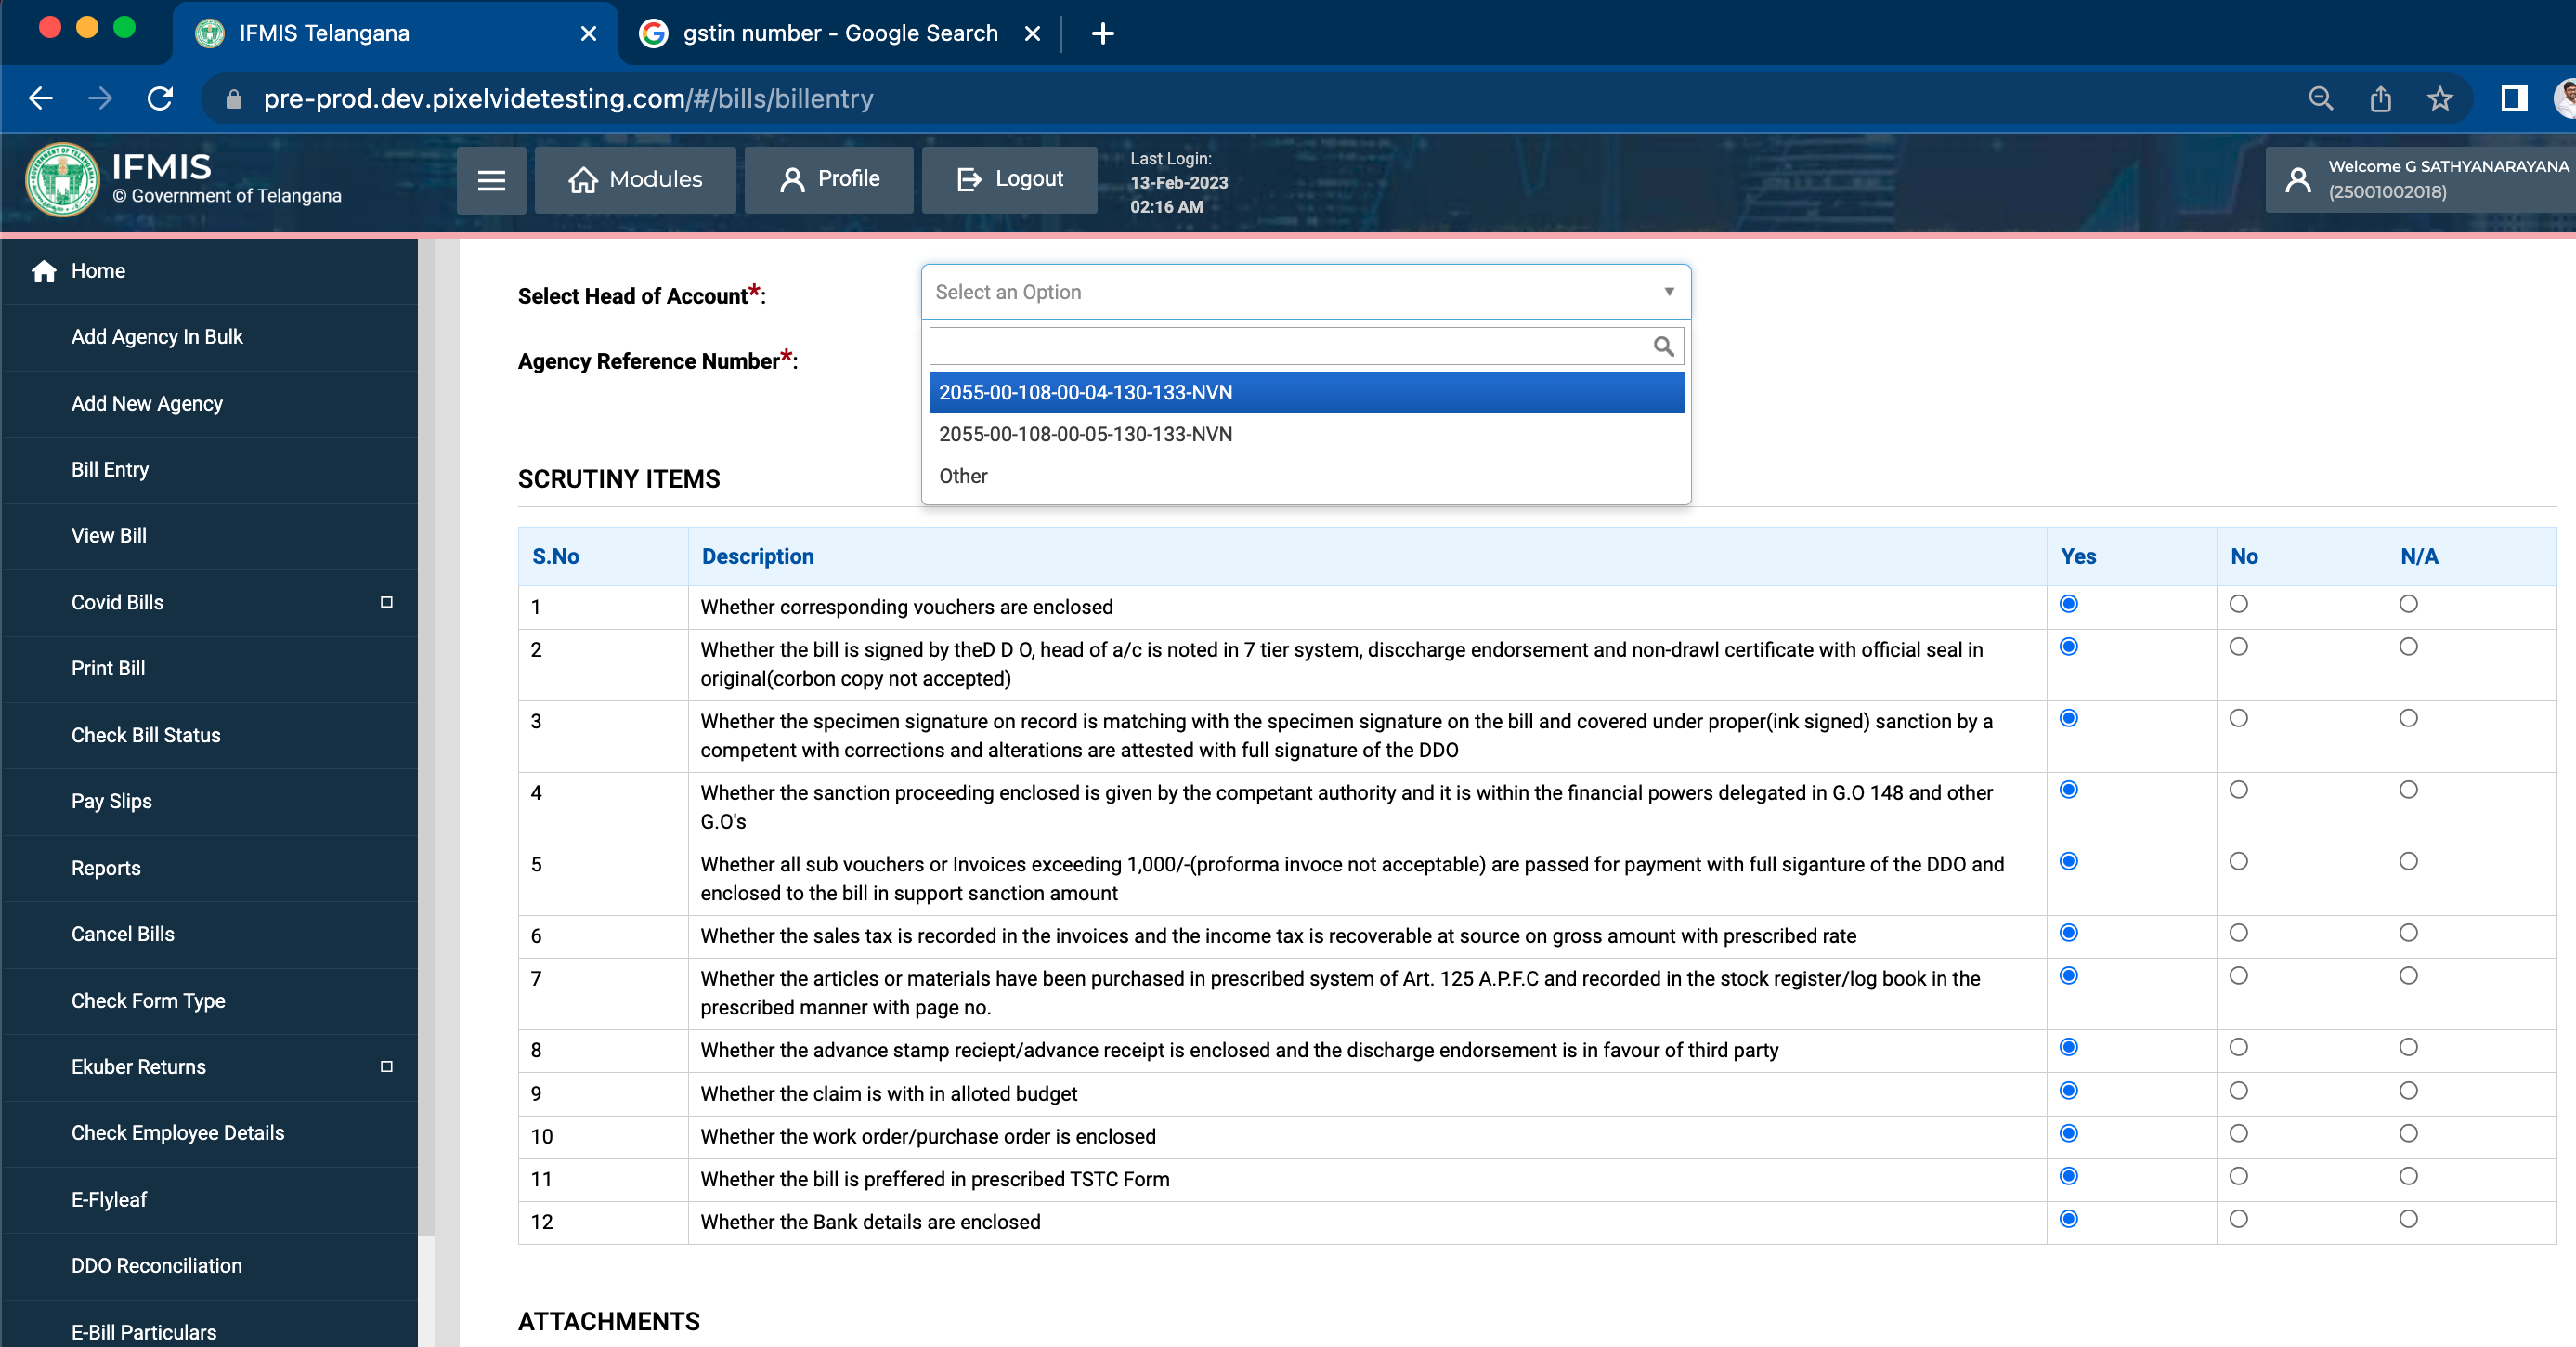 IFMIS Telangana
gstin number - Google Search
pre-prod.dev.pixelvidetesting.com/#/bills/billentry
IFMIS
© Government of Telangana
Modules
Profile
Logout
Last Login:
13-Feb-2023
02:16 AM
Welcome G SATHYANARAYANA
(25001002018)
Home
Add Agency In Bulk
Add New Agency
Bill Entry
View Bill
Covid Bills
Print Bill
Check Bill Status
Pay Slips
Reports
Cancel Bills
Check Form Type
Ekuber Returns
Check Employee Details
E-Flyleaf
DDO Reconciliation
E-Bill Particulars
Select Head of Account*:
Select an Option
Agency Reference Number*:
2055-00-108-00-04-130-133-NVN
2055-00-108-00-05-130-133-NVN
Other
SCRUTINY ITEMS
S.No Description Yes No N/A
1 Whether corresponding vouchers are enclosed
2 Whether the bill is signed by theD D O, head of a/c is noted in 7 tier system, disccharge endorsement and non-drawl certificate with official seal in
original(corbon copy not accepted)
3 Whether the specimen signature on record is matching with the specimen signature on the bill and covered under proper(ink signed) sanction by a
competent with corrections and alterations are attested with full signature of the DDO
4 Whether the sanction proceeding enclosed is given by the competant authority and it is within the financial powers delegated in G.O 148 and other
G.O's
5 Whether all sub vouchers or Invoices exceeding 1,000/-(proforma invoce not acceptable) are passed for payment with full siganture of the DDO and
enclosed to the bill in support sanction amount
6 Whether the sales tax is recorded in the invoices and the income tax is recoverable at source on gross amount with prescribed rate
7 Whether the articles or materials have been purchased in prescribed system of Art. 125 A.P.F.C and recorded in the stock register/log book in the
prescribed manner with page no.
8 Whether the advance stamp reciept/advance receipt is enclosed and the discharge endorsement is in favour of third party
9 Whether the claim is with in alloted budget
10 Whether the work order/purchase order is enclosed
11 Whether the bill is preffered in prescribed TSTC Form
12 Whether the Bank details are enclosed
ATTACHMENTS